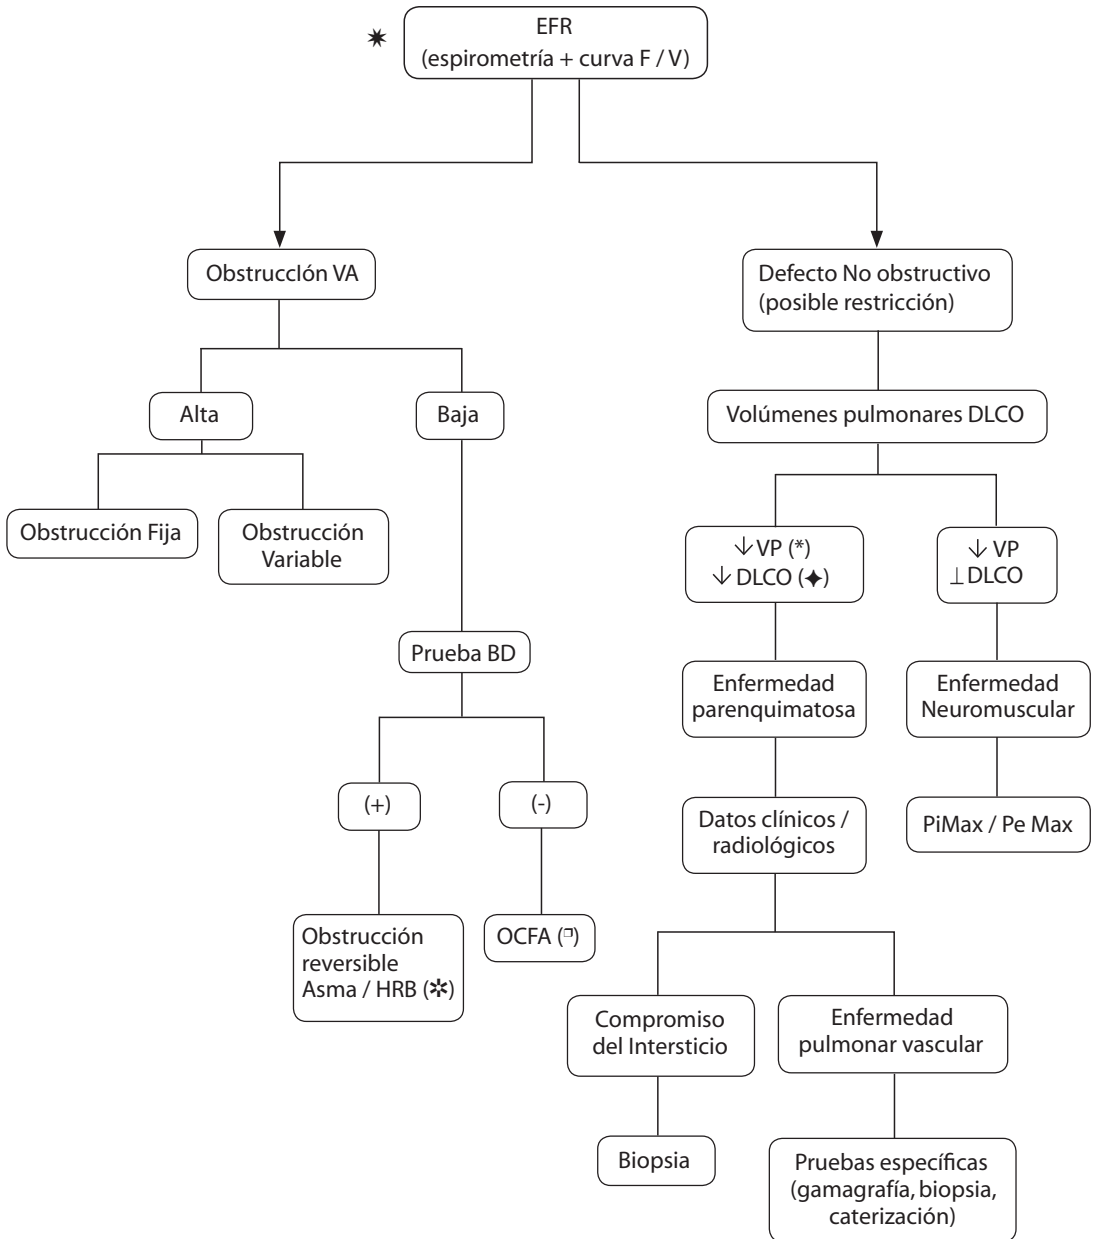 ✷
EFR
(espirometría + curva F / V)
Obstrucción VA
Defecto No obstructivo
(posible restricción)
Alta
Baja
Volúmenes pulmonares DLCO
Obstrucción Fija
Obstrucción
Variable
↓ VP (*)
↓ DLCO (✦)
↓ VP
⊥ DLCO
Prueba BD
Enfermedad
parenquimatosa
Enfermedad
Neuromuscular
(+)
(-)
Datos clínicos /
radiológicos
PiMax / Pe Max
Obstrucción
reversible
Asma / HRB (✲)
OCFA (❒)
Compromiso
del Intersticio
Enfermedad
pulmonar vascular
Biopsia
Pruebas específicas
(gamagrafía, biopsia,
caterización)